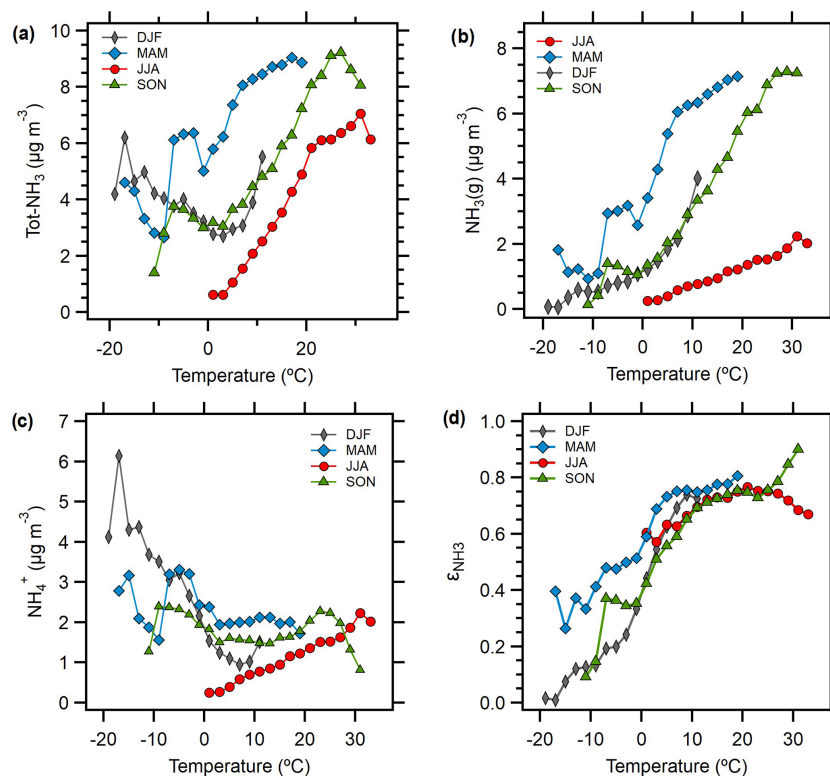 (a)
DJF
MAM
JJA
SON
Tot-NH3 (µg m-3)
10
8
6
4
2
0
-20 0 20
Temperature (ºC)
(b)
JJA
MAM
DJF
SON
NH3(g) (µg m-3)
8
6
4
2
0
-20 -10 0 10 20 30
Temperature (ºC)
(c)
DJF
MAM
JJA
SON
NH4+ (µg m-3)
7
6
5
4
3
2
1
0
-20 -10 0 10 20 30
Temperature (ºC)
(d)
DJF
MAM
JJA
SON
εNH3
1.0
0.8
0.6
0.4
0.2
0.0
-20 -10 0 10 20 30
Temperature (ºC)